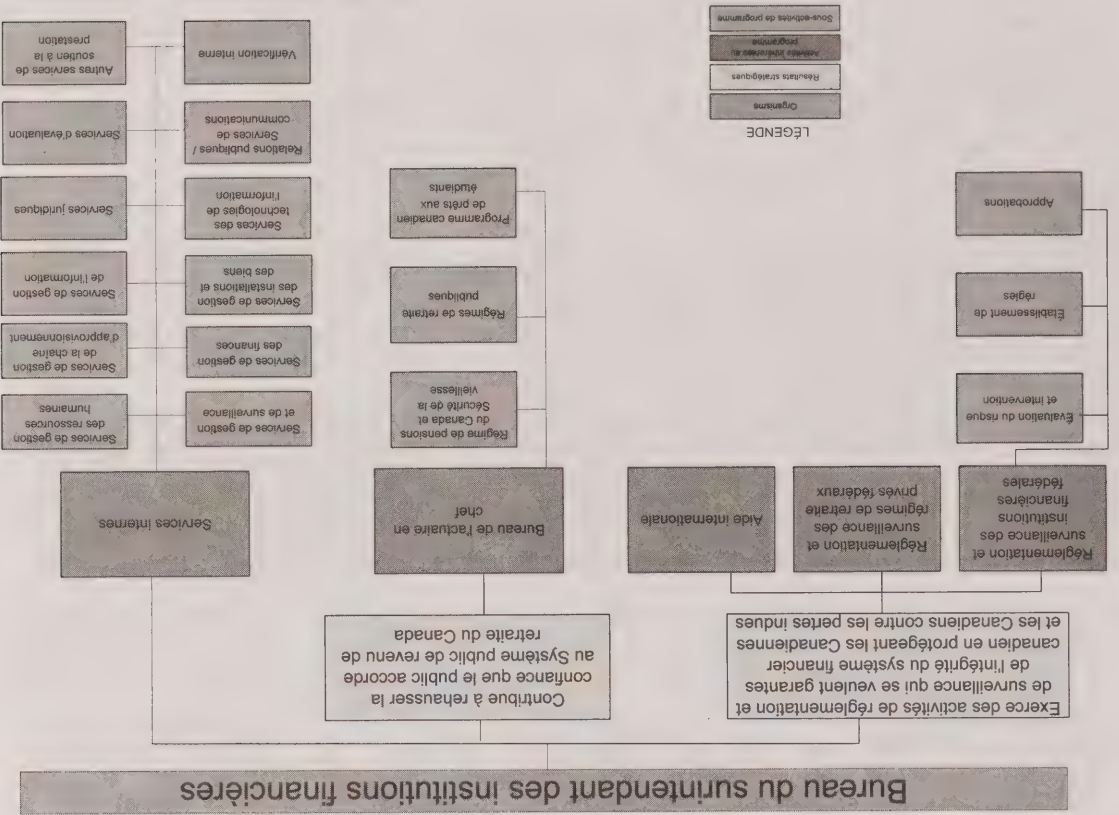 Bureau du surintendant des institutions financières
Exerce des activités de réglementation et
de surveillance qui se veulent garantes
de l'intégrité du système financier
canadien en protégeant les Canadiennes
et les Canadiens contre les pertes indues
Contribue à rehausser la
confiance que le public accorde
au Système public de revenu de
retraite du Canada
Réglementation et
surveillance des
institutions
financières
fédérales
Réglementation et
surveillance des
régimes de retraite
privés fédéraux
Aide internationale
Bureau de l'actuaire en
chef
Services internes
Évaluation du risque
et intervention
Établissement de
règles
Approbations
Régime de pensions
du Canada et
Sécurité de la
vieillesse
Régimes de retraite
publiques
Programme canadien
de prêts aux
étudiants
Services de gestion
et de surveillance
Services de gestion
des ressources
humaines
Services de gestion
des finances
Services de gestion
de la chaîne
d'approvisionnement
Services de gestion
des installations et
des biens
Services de gestion
de l'information
Services des
technologies de
l'information
Services juridiques
Relations publiques /
Services de
communications
Services d'évaluation
Vérification interne
Autres services de
soutien à la
prestation
LÉGENDE
Organisme
Résultats stratégiques
Activités inhérentes au
programme
Sous-activités de programme